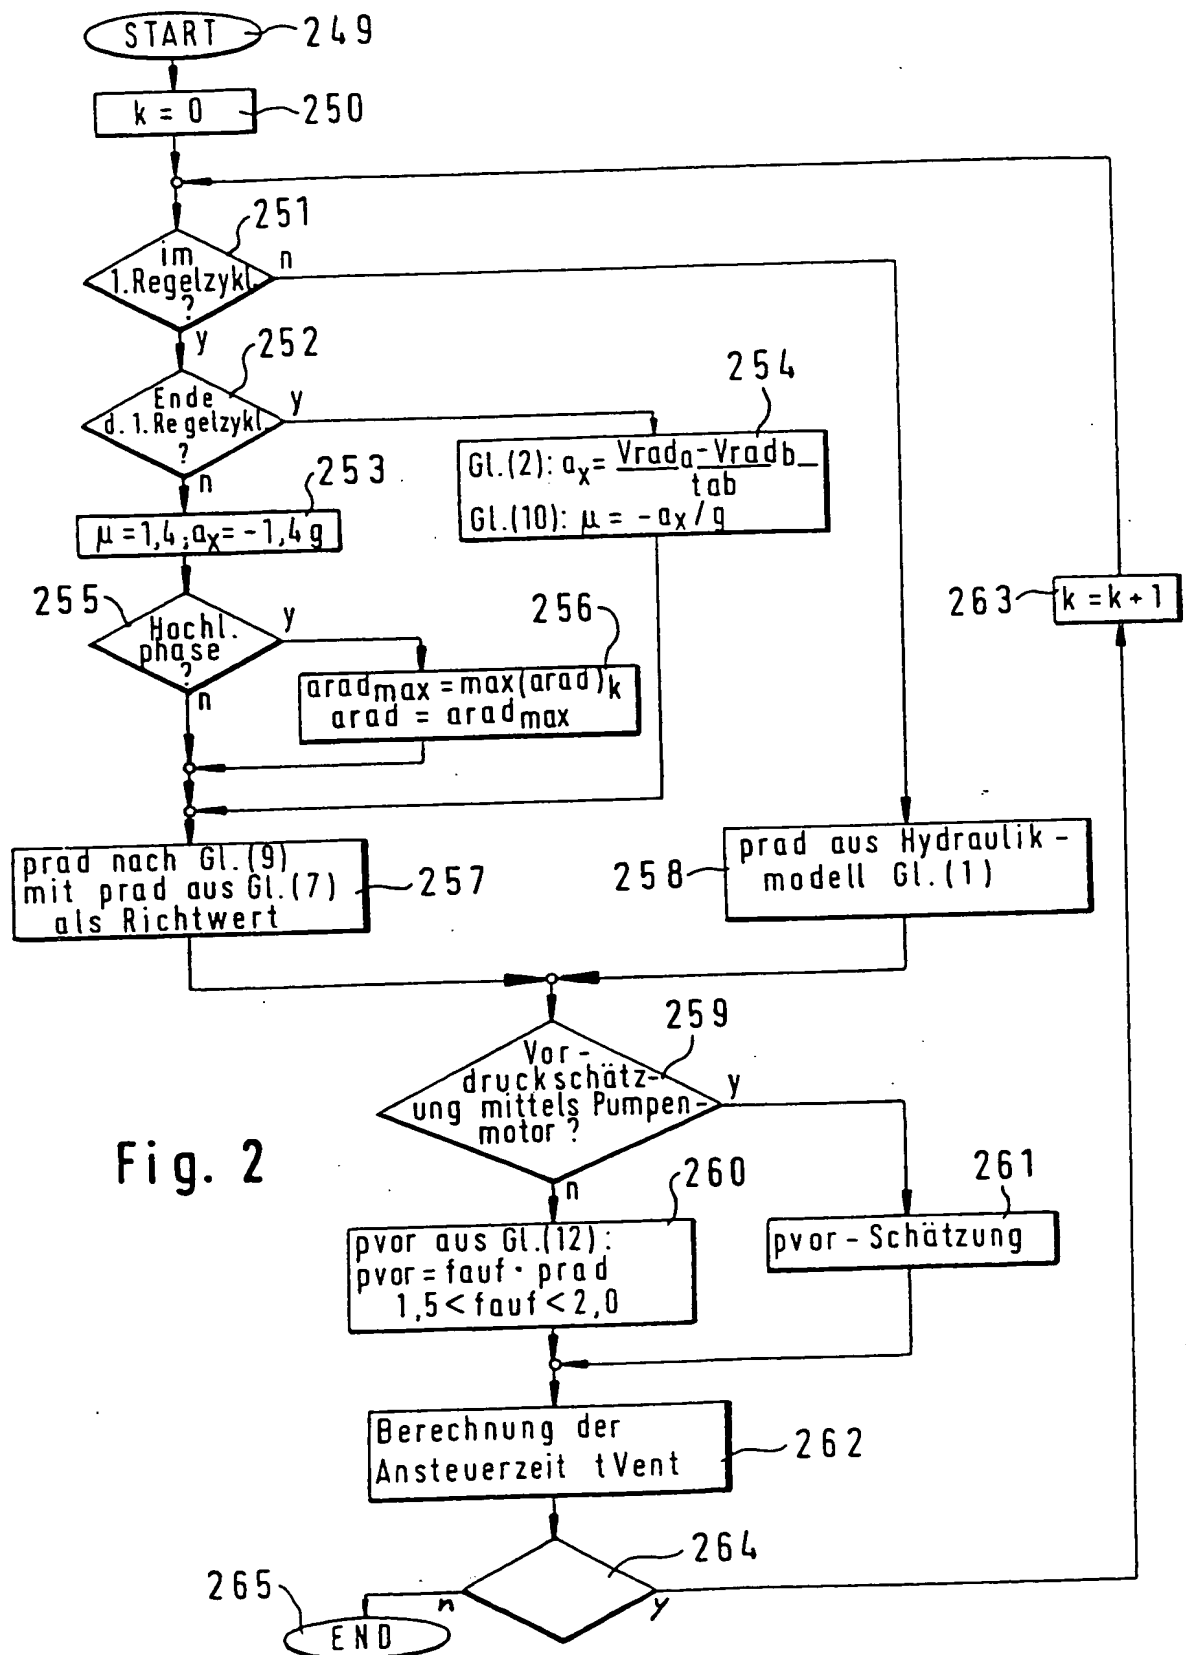 START
249
k = 0
250
251
im
1.Regelzykl.
?
n
y
252
Ende
d. 1.Regelzykl.
?
y
n
254
Gl.(2): ax = Vrada - Vradb
tab
Gl.(10): μ = -ax / g
253
μ = 1,4 ; ax = -1,4 g
255
Hochl.
phase
?
y
n
256
aradmax = max(arad)k
arad = aradmax
263
k = k + 1
prad nach Gl.(9)
mit prad aus Gl.(7)
als Richtwert
257
258
prad aus Hydraulik-
modell Gl.(1)
259
Vor-
druckschätz-
ung mittels Pumpen-
motor ?
y
n
Fig. 2
260
pvor aus Gl.(12):
pvor = fauf · prad
1,5 < fauf < 2,0
261
pvor - Schätzung
Berechnung der
Ansteuerzeit tVent
262
264
n
y
265
END